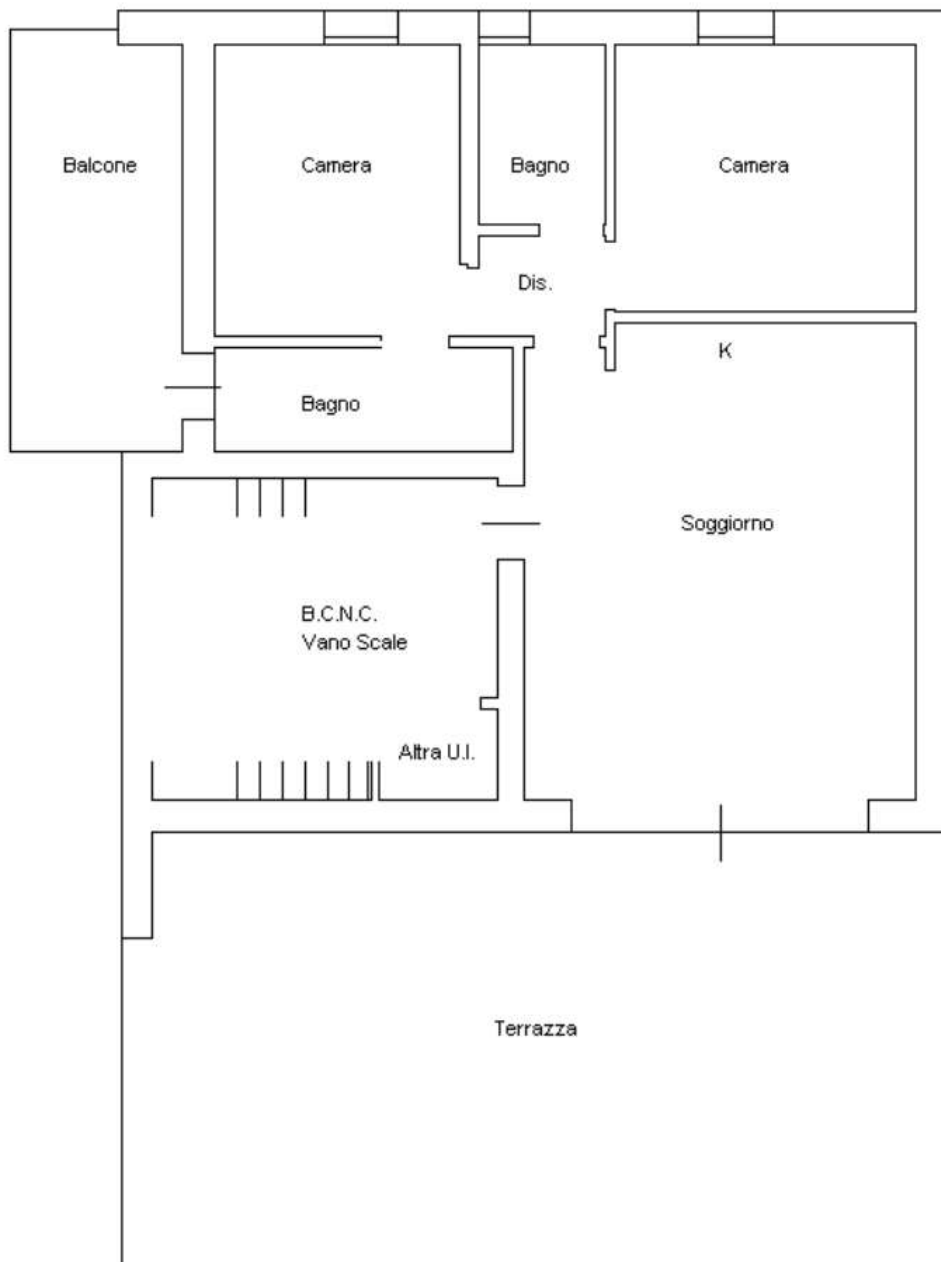 Balcone
Camera
Bagno
Camera
Dis.
K
Bagno
Soggiorno
B.C.N.C.
Vano Scale
Altra U.I.
Terrazza